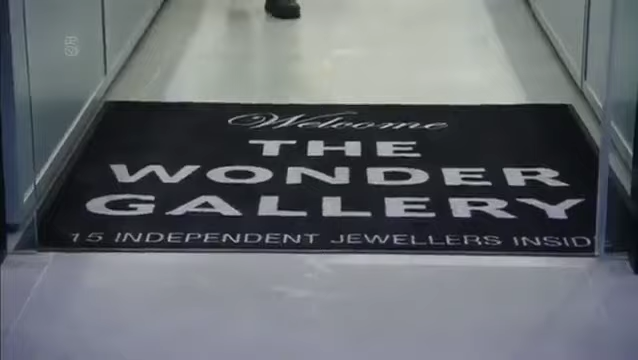 Welcome
THE
WONDER
GALLERY
15 INDEPENDENT JEWELLERS INSID